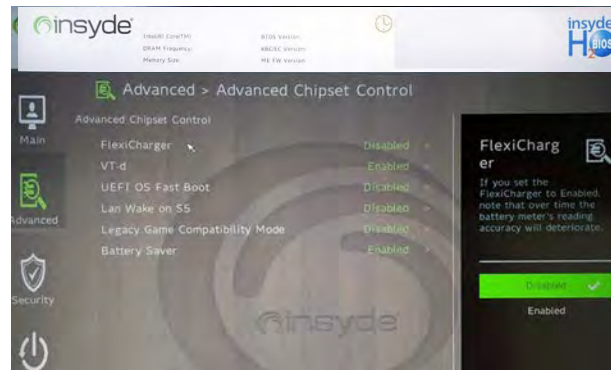 insyde
Intel(R) Core(TM)
BIOS Version:
DRAM Frequency:
KBC/EC Version:
Memory Size:
ME FW Version:
insyde
H2O BIOS
Advanced > Advanced Chipset Control
Main
Advanced
Security
Advanced Chipset Control
FlexiCharger Disabled
VT-d Enabled
UEFI OS Fast Boot Disabled
Lan Wake on S5 Disabled
Legacy Game Compatibility Mode Disabled
Battery Saver Enabled
insyde
FlexiCharg
er
If you set the
FlexiCharger to Enabled,
note that over time the
battery meter's reading
accuracy will deteriorate.
Disabled
Enabled